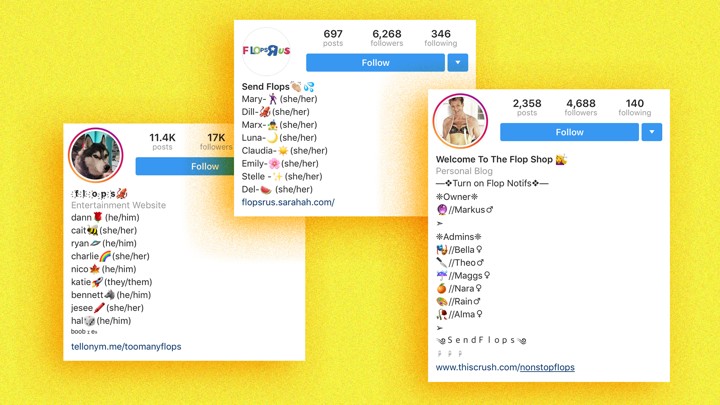 11.4K
17K
posts
followers
Follow
f l o p s🦞
Entertainment Website
dann🌹(he/him)
cait🐝(she/her)
ryan🪐(he/him)
charlie🌈(she/her)
nico🍁(he/him)
katie🚀(they/them)
bennett🦇(he/him)
jesee🖍️(she/her)
hal🎲(he/him)
tellonym.me/toomanyflops
FLOPSЯUS
697
6,268
346
posts
followers
following
Follow
Send Flops👏🏼💦
Mary-🕺(she/her)
Dill-🦞(she/her)
Marx-🧙(she/her)
Luna-🌙(she/her)
Claudia-☀️(she/her)
Emily-🌸(she/her)
Stelle -✨(she/her)
Del-🍉(she/her)
flopsrus.sarahah.com/
2,358
4,688
140
posts
followers
following
Follow
Welcome To The Flop Shop 💅
Personal Blog
—❖Turn on Flop Notifs❖—
❊Owner❊
🔮//Markus♂
➣
❊Admins❊
//Bella♀
🔪//Theo♂
☔//Maggs♀
🍊//Nara♀
🎨//Rain♂
🥀//Alma♀
➣
༄S e n d F l o p s༄
www.thiscrush.com/nonstopflops